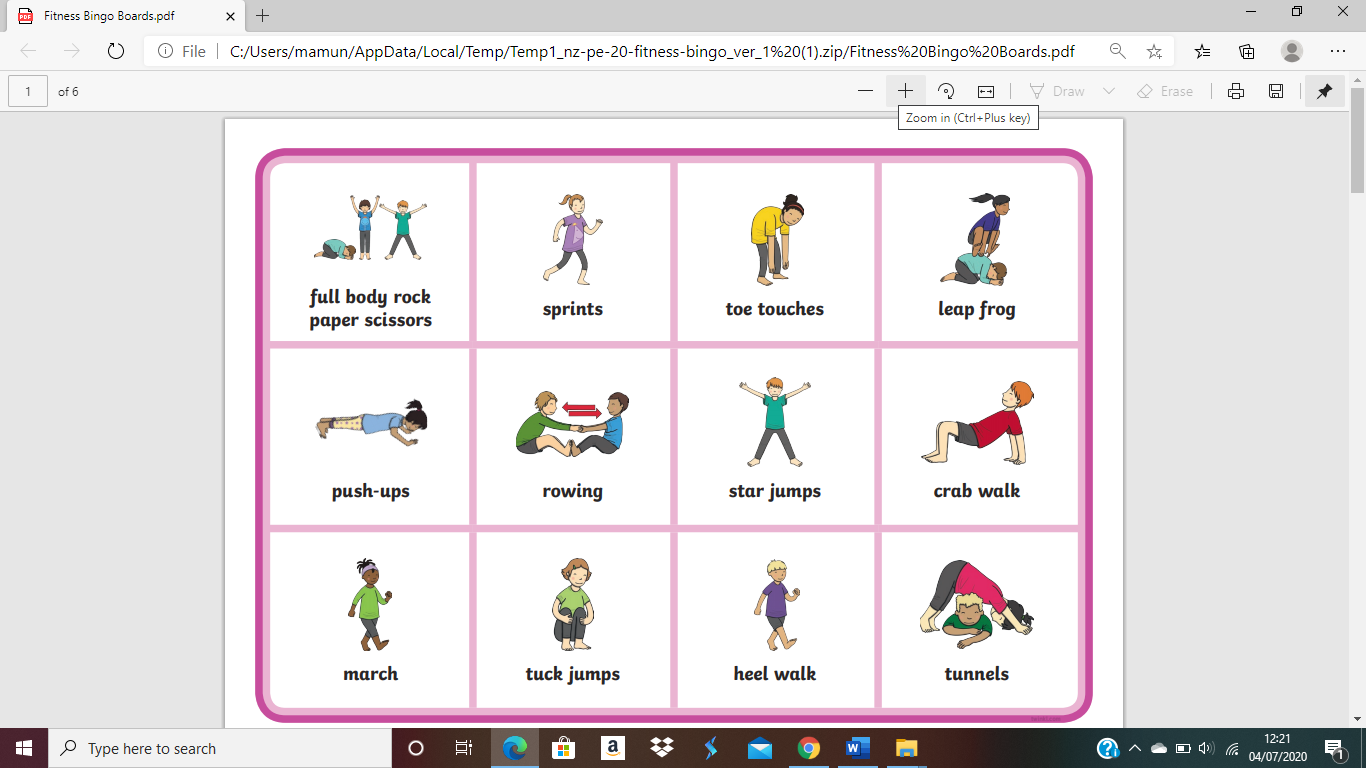 Fitness Bingo Boards.pdf
File
C:/Users/mamun/AppData/Local/Temp/Temp1_nz-pe-20-fitness-bingo_ver_1%20(1).zip/Fitness%20Bingo%20Boards.pdf
1 of 6
Draw
Erase
Zoom in (Ctrl+Plus key)
full body rock
paper scissors
sprints
toe touches
leap frog
push-ups
rowing
star jumps
crab walk
march
tuck jumps
heel walk
tunnels
Type here to search
12:21
04/07/2020
1